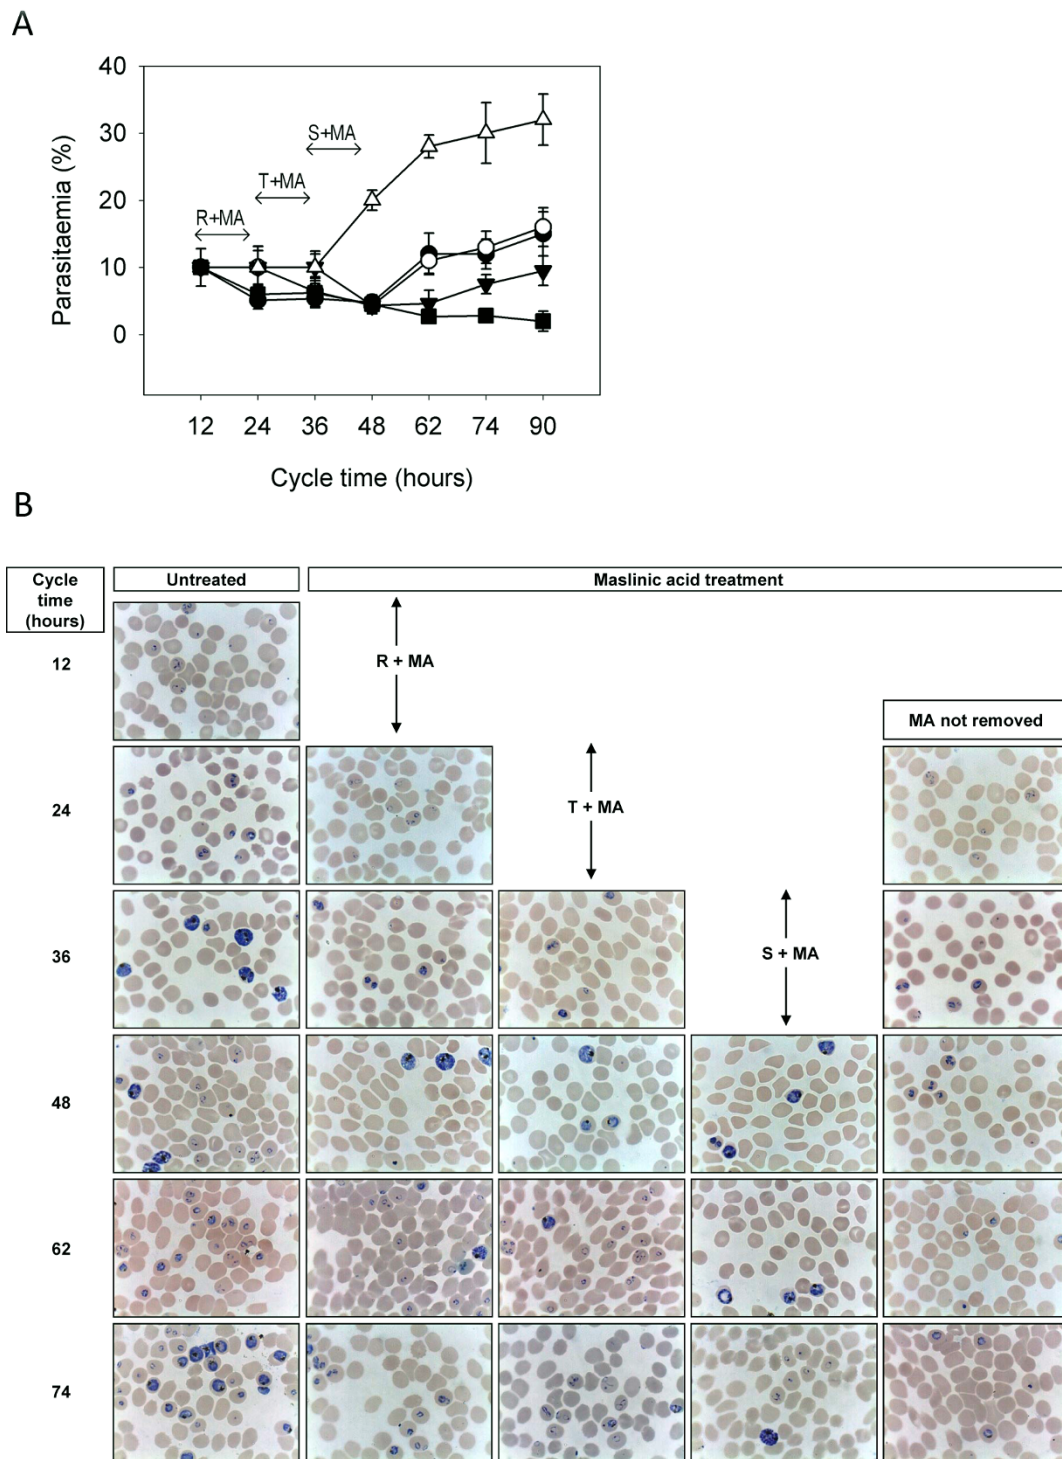 A
40
30
20
10
0
Parasitaemia (%)
S+MA
T+MA
R+MA
12 24 36 48 62 74 90
Cycle time (hours)
B
Cycle
time
(hours)
Untreated
Maslinic acid treatment
12
R + MA
MA not removed
24
T + MA
36
S + MA
48
62
74